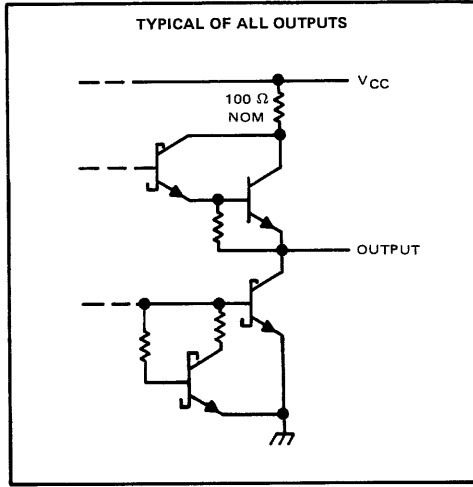 TYPICAL OF ALL OUTPUTS
VCC
100 Ω
NOM
OUTPUT